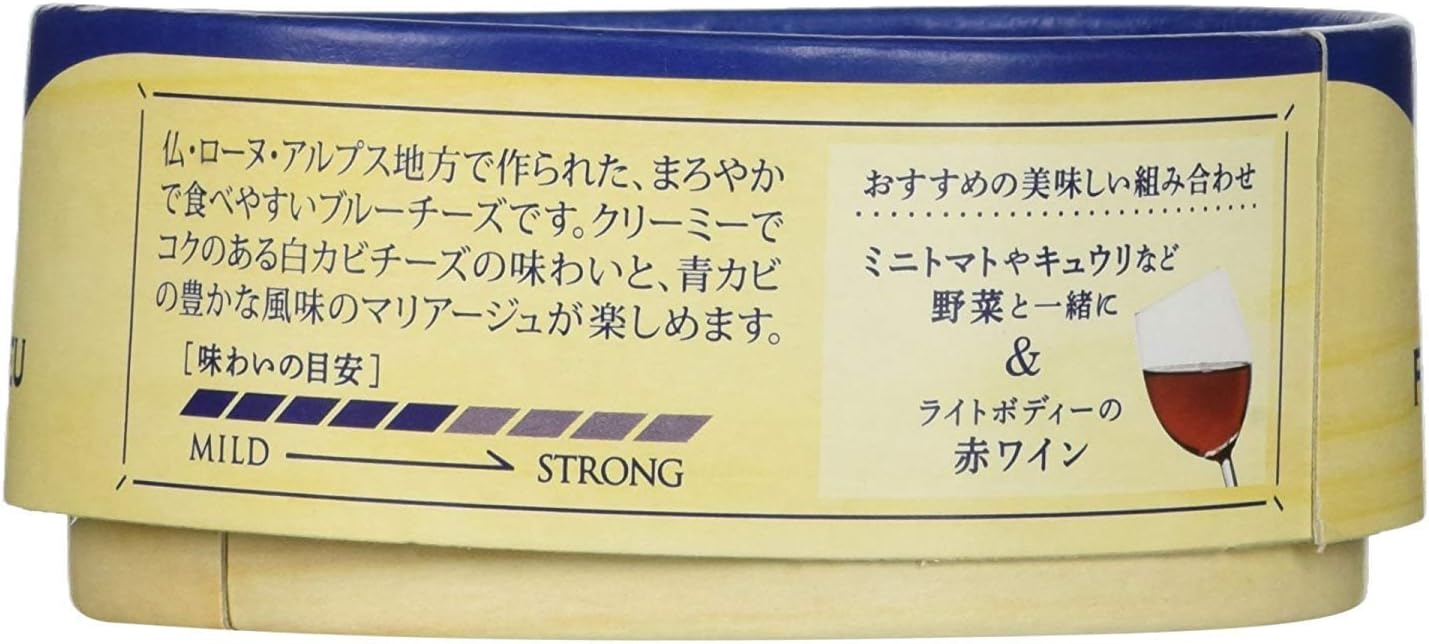 仏・ローヌ・アルプス地方で作られた、まろやか
で食べやすいブルーチーズです。クリーミーで
コクのある白カビチーズの味わいと、青カビ
の豊かな風味のマリアージュが楽しめます。
[味わいの目安]
MILD
STRONG
おすすめの美味しい組み合わせ
ミニトマトやキュウリなど
野菜と一緒に
&
ライトボディーの
赤ワイン